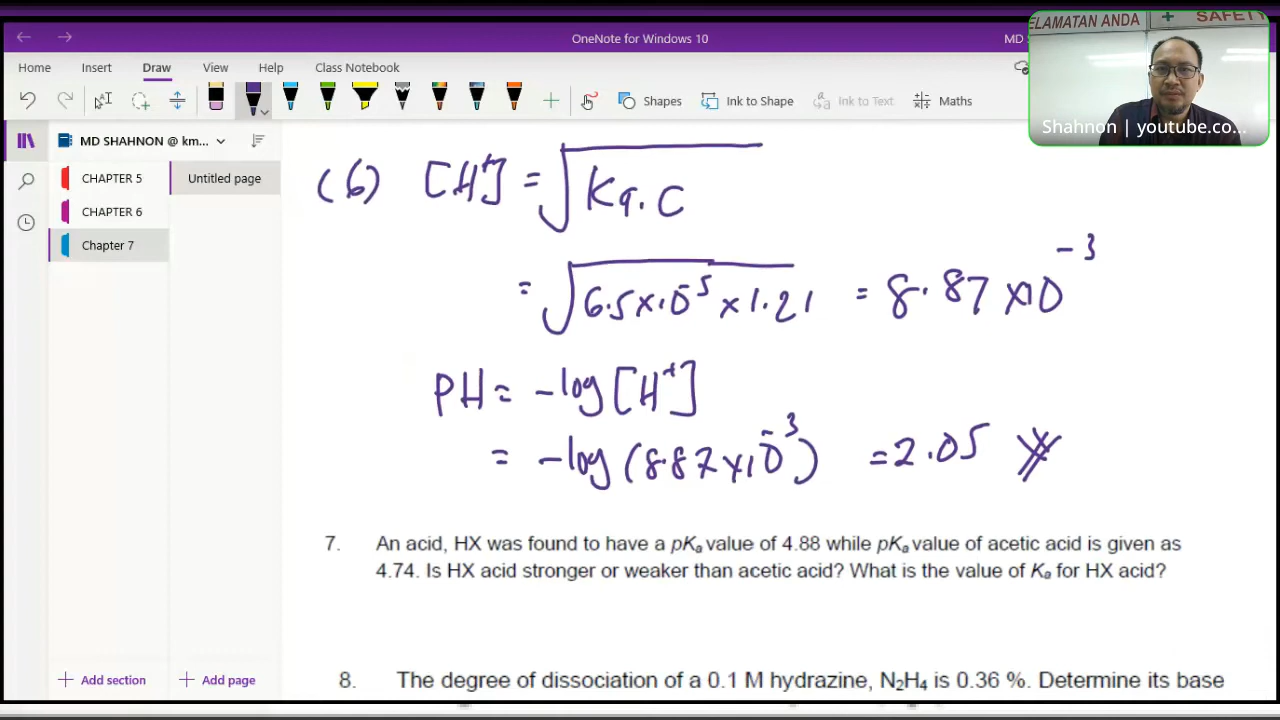 ELAMATAN ANDA + SAFETY
OneNote for Windows 10
MD S
Home Insert Draw View Help Class Notebook
Shapes Ink to Shape Ink to Text Maths
Shahnon | youtube.co...
MD SHAHNON @ km...
CHAPTER 5
CHAPTER 6
Chapter 7
Untitled page
(6) [H⁺] = √Ka.C
= √6.5x10⁻⁵ x 1.21 = 8.87 x10⁻³
PH = -log [H⁺]
= -log (8.87x10⁻³) = 2.05
7. An acid, HX was found to have a pKₐ value of 4.88 while pKₐ value of acetic acid is given as
4.74. Is HX acid stronger or weaker than acetic acid? What is the value of Kₐ for HX acid?
8. The degree of dissociation of a 0.1 M hydrazine, N₂H₄ is 0.36 %. Determine its base
+ Add section + Add page